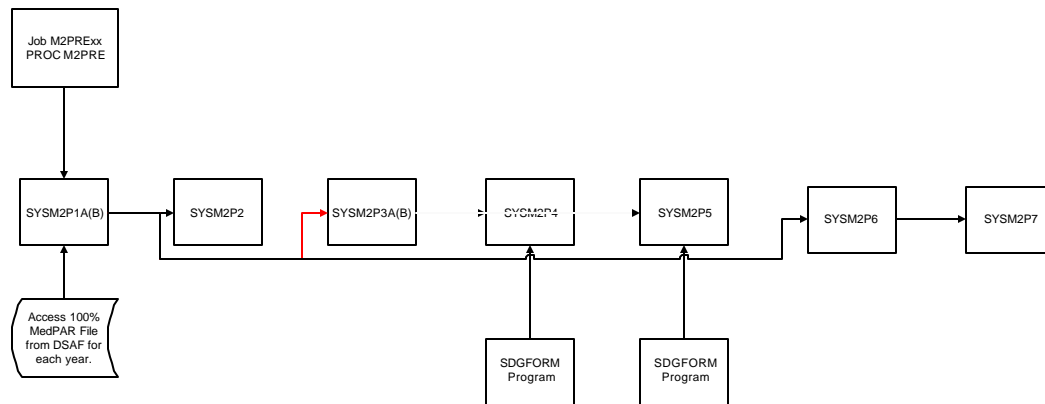 Job M2PRExx
PROC M2PRE
SYSM2P1A(B)
SYSM2P2
SYSM2P3A(B)
SYSM2P4
SYSM2P5
SYSM2P6
SYSM2P7
Access 100%
MedPAR File
from DSAF for
each year.
SDGFORM
Program
SDGFORM
Program